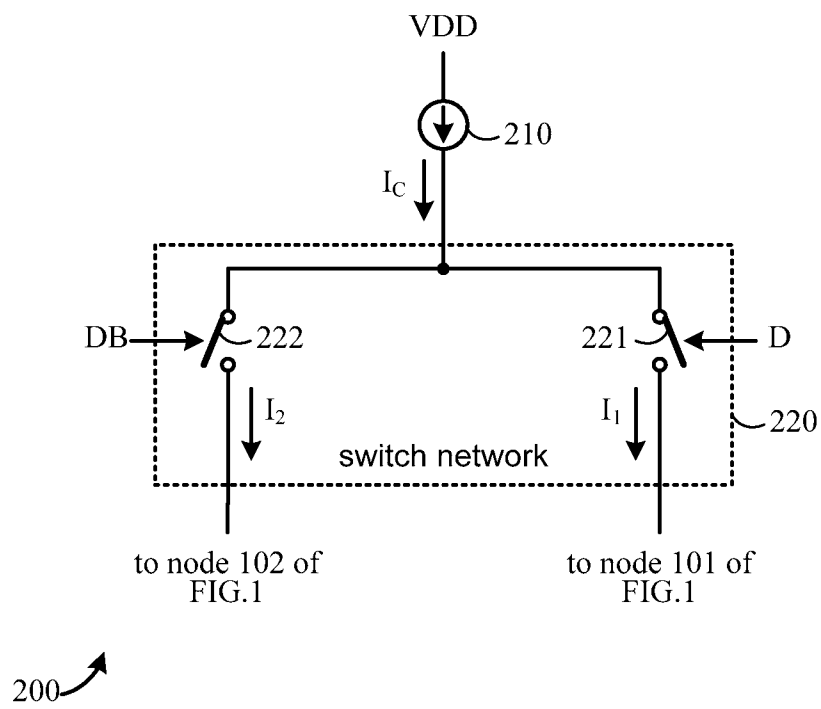 VDD
210
I_C
DB
222
221
D
I_2
I_1
220
switch network
to node 102 of
FIG.1
to node 101 of
FIG.1
200